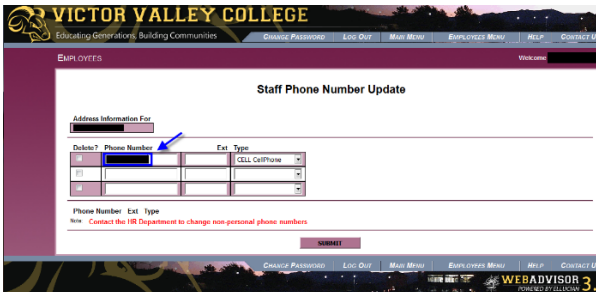 VICTOR VALLEY COLLEGE
Educating Generations, Building Communities
CHANGE PASSWORD LOG OUT MAIN MENU EMPLOYEES MENU HELP CONTACT U
EMPLOYEES Welcome
Staff Phone Number Update
Address Information For
Delete? Phone Number Ext Type
CELL CellPhone
Phone Number Ext Type
Note: Contact the HR Department to change non-personal phone numbers
SUBMIT
CHANGE PASSWORD LOG OUT MAIN MENU EMPLOYEES MENU HELP CONTACT U
WEBADVISOR 3.
POWERED BY ELLUCIAN